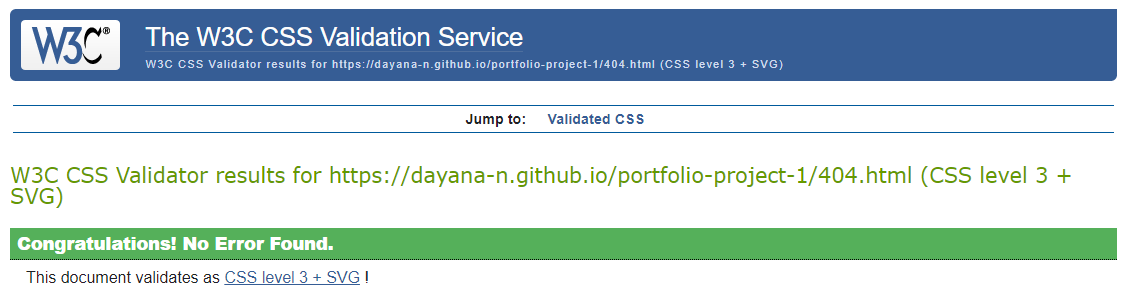 W3C®
The W3C CSS Validation Service
W3C CSS Validator results for https://dayana-n.github.io/portfolio-project-1/404.html (CSS level 3 + SVG)
Jump to: Validated CSS
W3C CSS Validator results for https://dayana-n.github.io/portfolio-project-1/404.html (CSS level 3 +
SVG)
Congratulations! No Error Found.
This document validates as CSS level 3 + SVG !